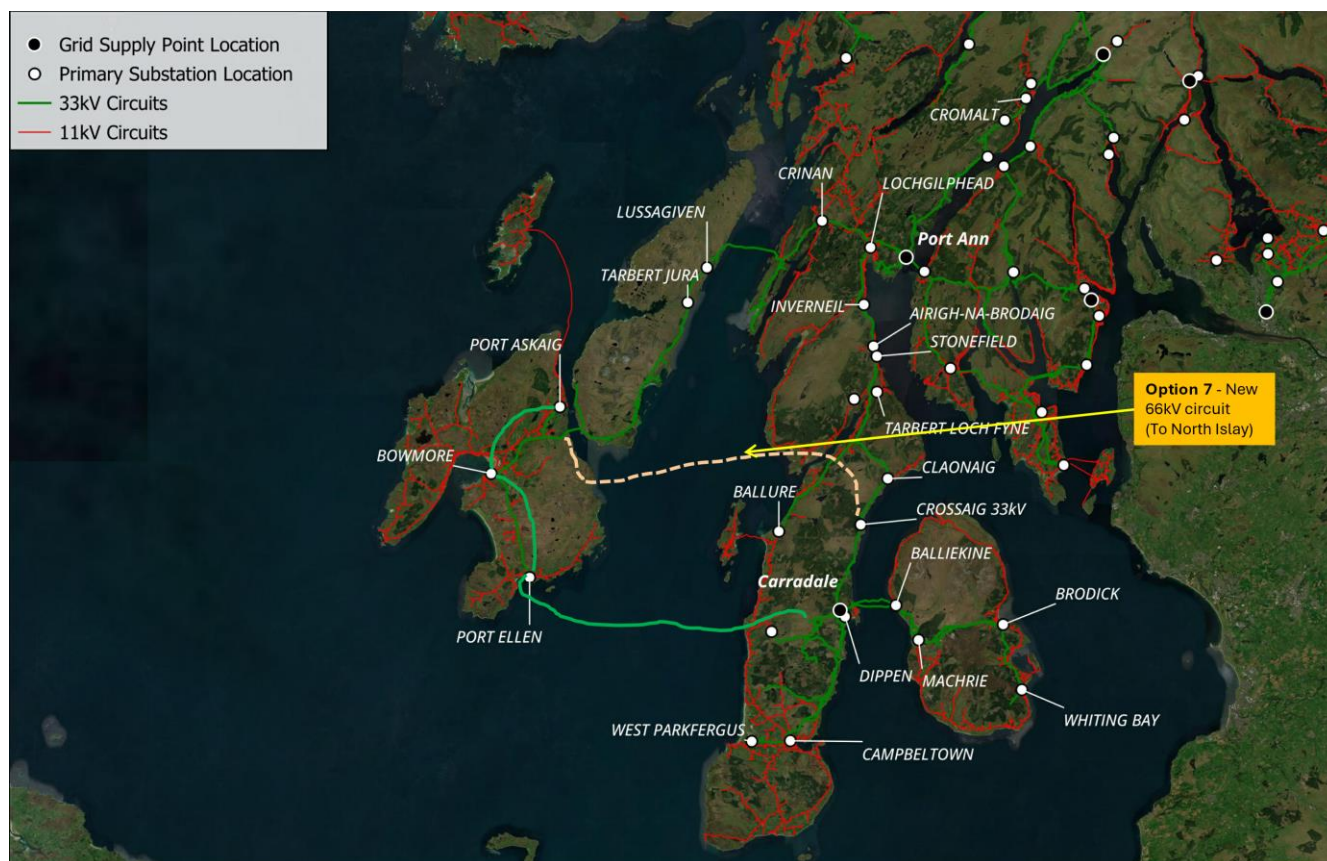 Grid Supply Point Location
Primary Substation Location
33kV Circuits
11kV Circuits
CROMALT
CRINAN
LOCHGILPHEAD
LUSSAGIVEN
Port Ann
TARBERT JURA
INVERNEIL
AIRIGH-NA-BRODAIG
STONEFIELD
PORT ASKAIG
Option 7 - New
66kV circuit
(To North Islay)
TARBERT LOCH FYNE
BOWMORE
CLAONAIG
BALLURE
CROSSAIG 33kV
BALLIEKINE
Carradale
BRODICK
PORT ELLEN
DIPPEN
MACHRIE
WHITING BAY
WEST PARKFERGUS
CAMPBELTOWN